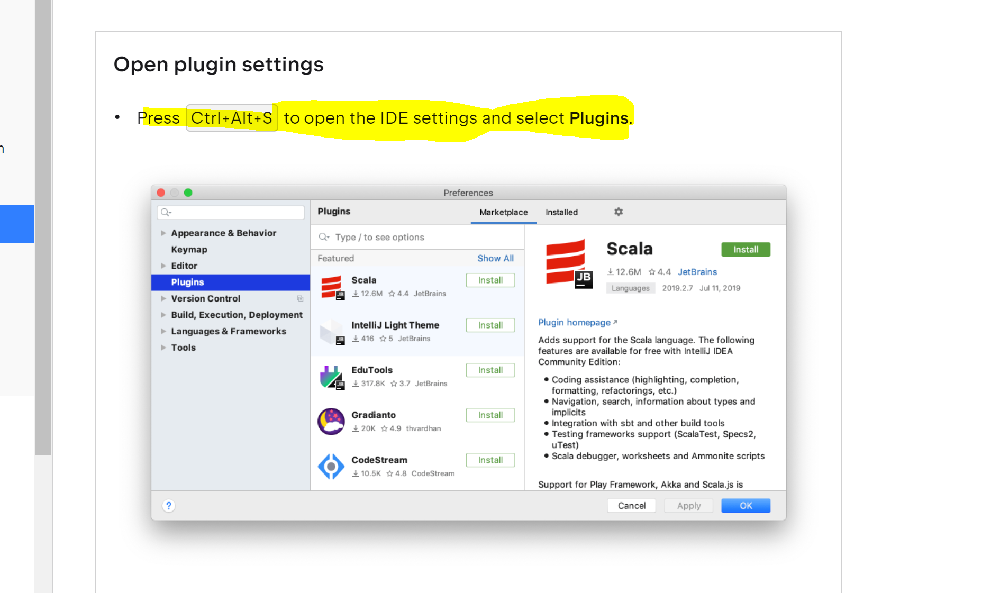 Open plugin settings
• Press Ctrl+Alt+S to open the IDE settings and select Plugins.
n
Preferences
Plugins
Marketplace
Installed
Appearance & Behavior
Keymap
Editor
Plugins
Version Control
Build, Execution, Deployment
Languages & Frameworks
Tools
Type / to see options
Featured
Show All
Scala
Install
12.6M 4.4 JetBrains
JB
IntelliJ Light Theme
Install
416 5 JetBrains
JB
EduTools
Install
317.8K 3.7 JetBrains
JB
Gradianto
Install
20K 4.9 thvardhan
CodeStream
Install
10.5K 4.8 CodeStream
JB
Scala
Install
12.6M 4.4 JetBrains
Languages 2019.2.7 Jul 11, 2019
Plugin homepage
Adds support for the Scala language. The following
features are available for free with IntelliJ IDEA
Community Edition:
• Coding assistance (highlighting, completion,
formatting, refactorings, etc.)
• Navigation, search, information about types and
implicits
• Integration with sbt and other build tools
• Testing frameworks support (ScalaTest, Specs2,
uTest)
• Scala debugger, worksheets and Ammonite scripts
Support for Play Framework, Akka and Scala.js is
?
Cancel
Apply
OK